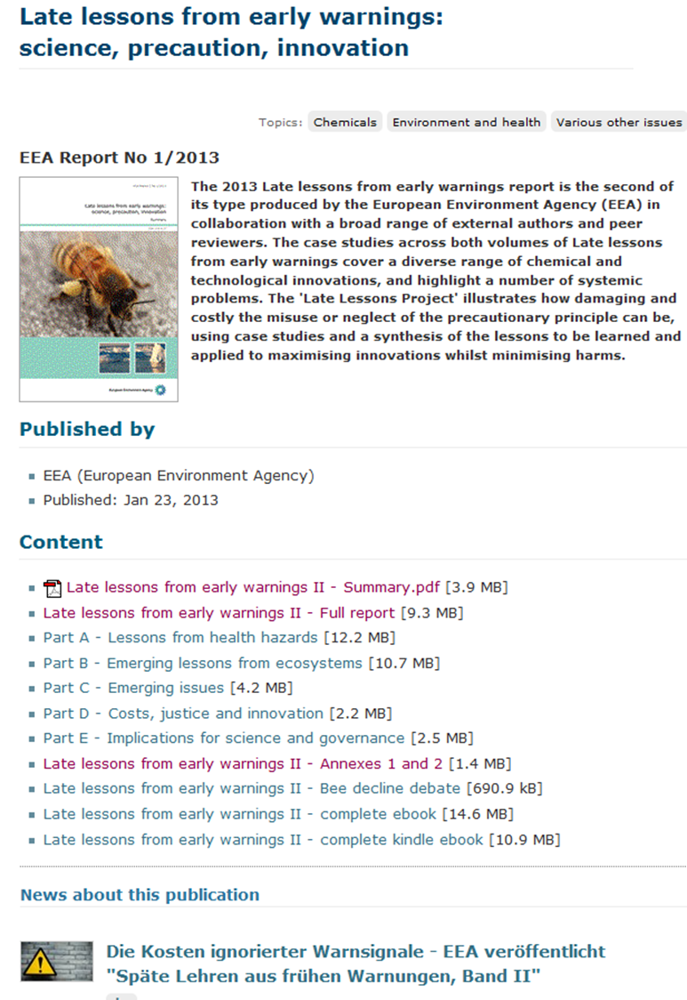 Late lessons from early warnings:
science, precaution, innovation
Topics: Chemicals Environment and health Various other issues
EEA Report No 1/2013
Late lessons from early warnings:
science, precaution, innovation
Summary
The 2013 Late lessons from early warnings report is the second of
its type produced by the European Environment Agency (EEA) in
collaboration with a broad range of external authors and peer
reviewers. The case studies across both volumes of Late lessons
from early warnings cover a diverse range of chemical and
technological innovations, and highlight a number of systemic
problems. The 'Late Lessons Project' illustrates how damaging and
costly the misuse or neglect of the precautionary principle can be,
using case studies and a synthesis of the lessons to be learned and
applied to maximising innovations whilst minimising harms.
European Environment Agency
Published by
EEA (European Environment Agency)
Published: Jan 23, 2013
Content
Late lessons from early warnings II - Summary.pdf [3.9 MB]
Late lessons from early warnings II - Full report [9.3 MB]
Part A - Lessons from health hazards [12.2 MB]
Part B - Emerging lessons from ecosystems [10.7 MB]
Part C - Emerging issues [4.2 MB]
Part D - Costs, justice and innovation [2.2 MB]
Part E - Implications for science and governance [2.5 MB]
Late lessons from early warnings II - Annexes 1 and 2 [1.4 MB]
Late lessons from early warnings II - Bee decline debate [690.9 kB]
Late lessons from early warnings II - complete ebook [14.6 MB]
Late lessons from early warnings II - complete kindle ebook [10.9 MB]
News about this publication
Die Kosten ignorierter Warnsignale - EEA veröffentlicht
"Späte Lehren aus frühen Warnungen, Band II"